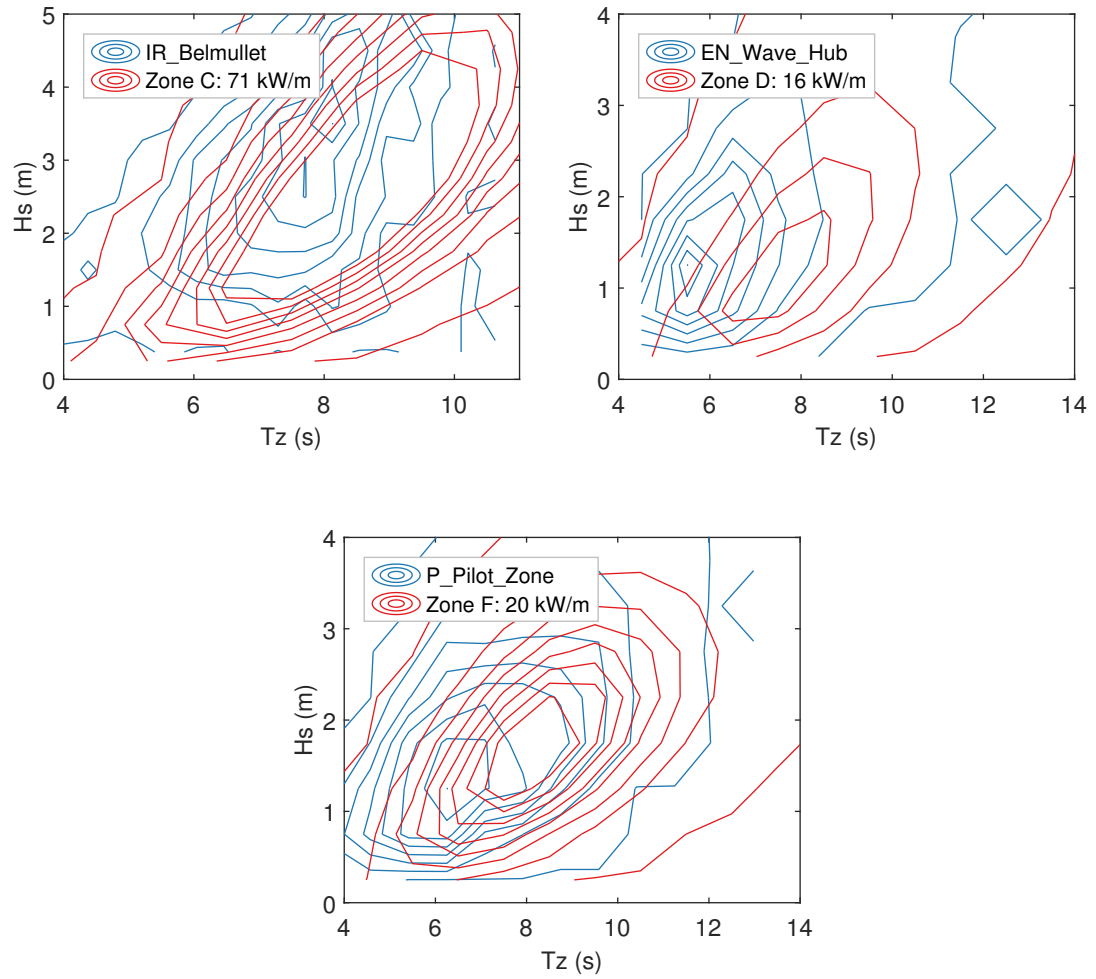 IR_Belmullet
Zone C: 71 kW/m
5
4
3
2
1
0
Hs (m)
4
6
8
10
Tz (s)
EN_Wave_Hub
Zone D: 16 kW/m
4
3
2
1
0
Hs (m)
4
6
8
10
12
14
Tz (s)
P_Pilot_Zone
Zone F: 20 kW/m
4
3
2
1
0
Hs (m)
4
6
8
10
12
14
Tz (s)